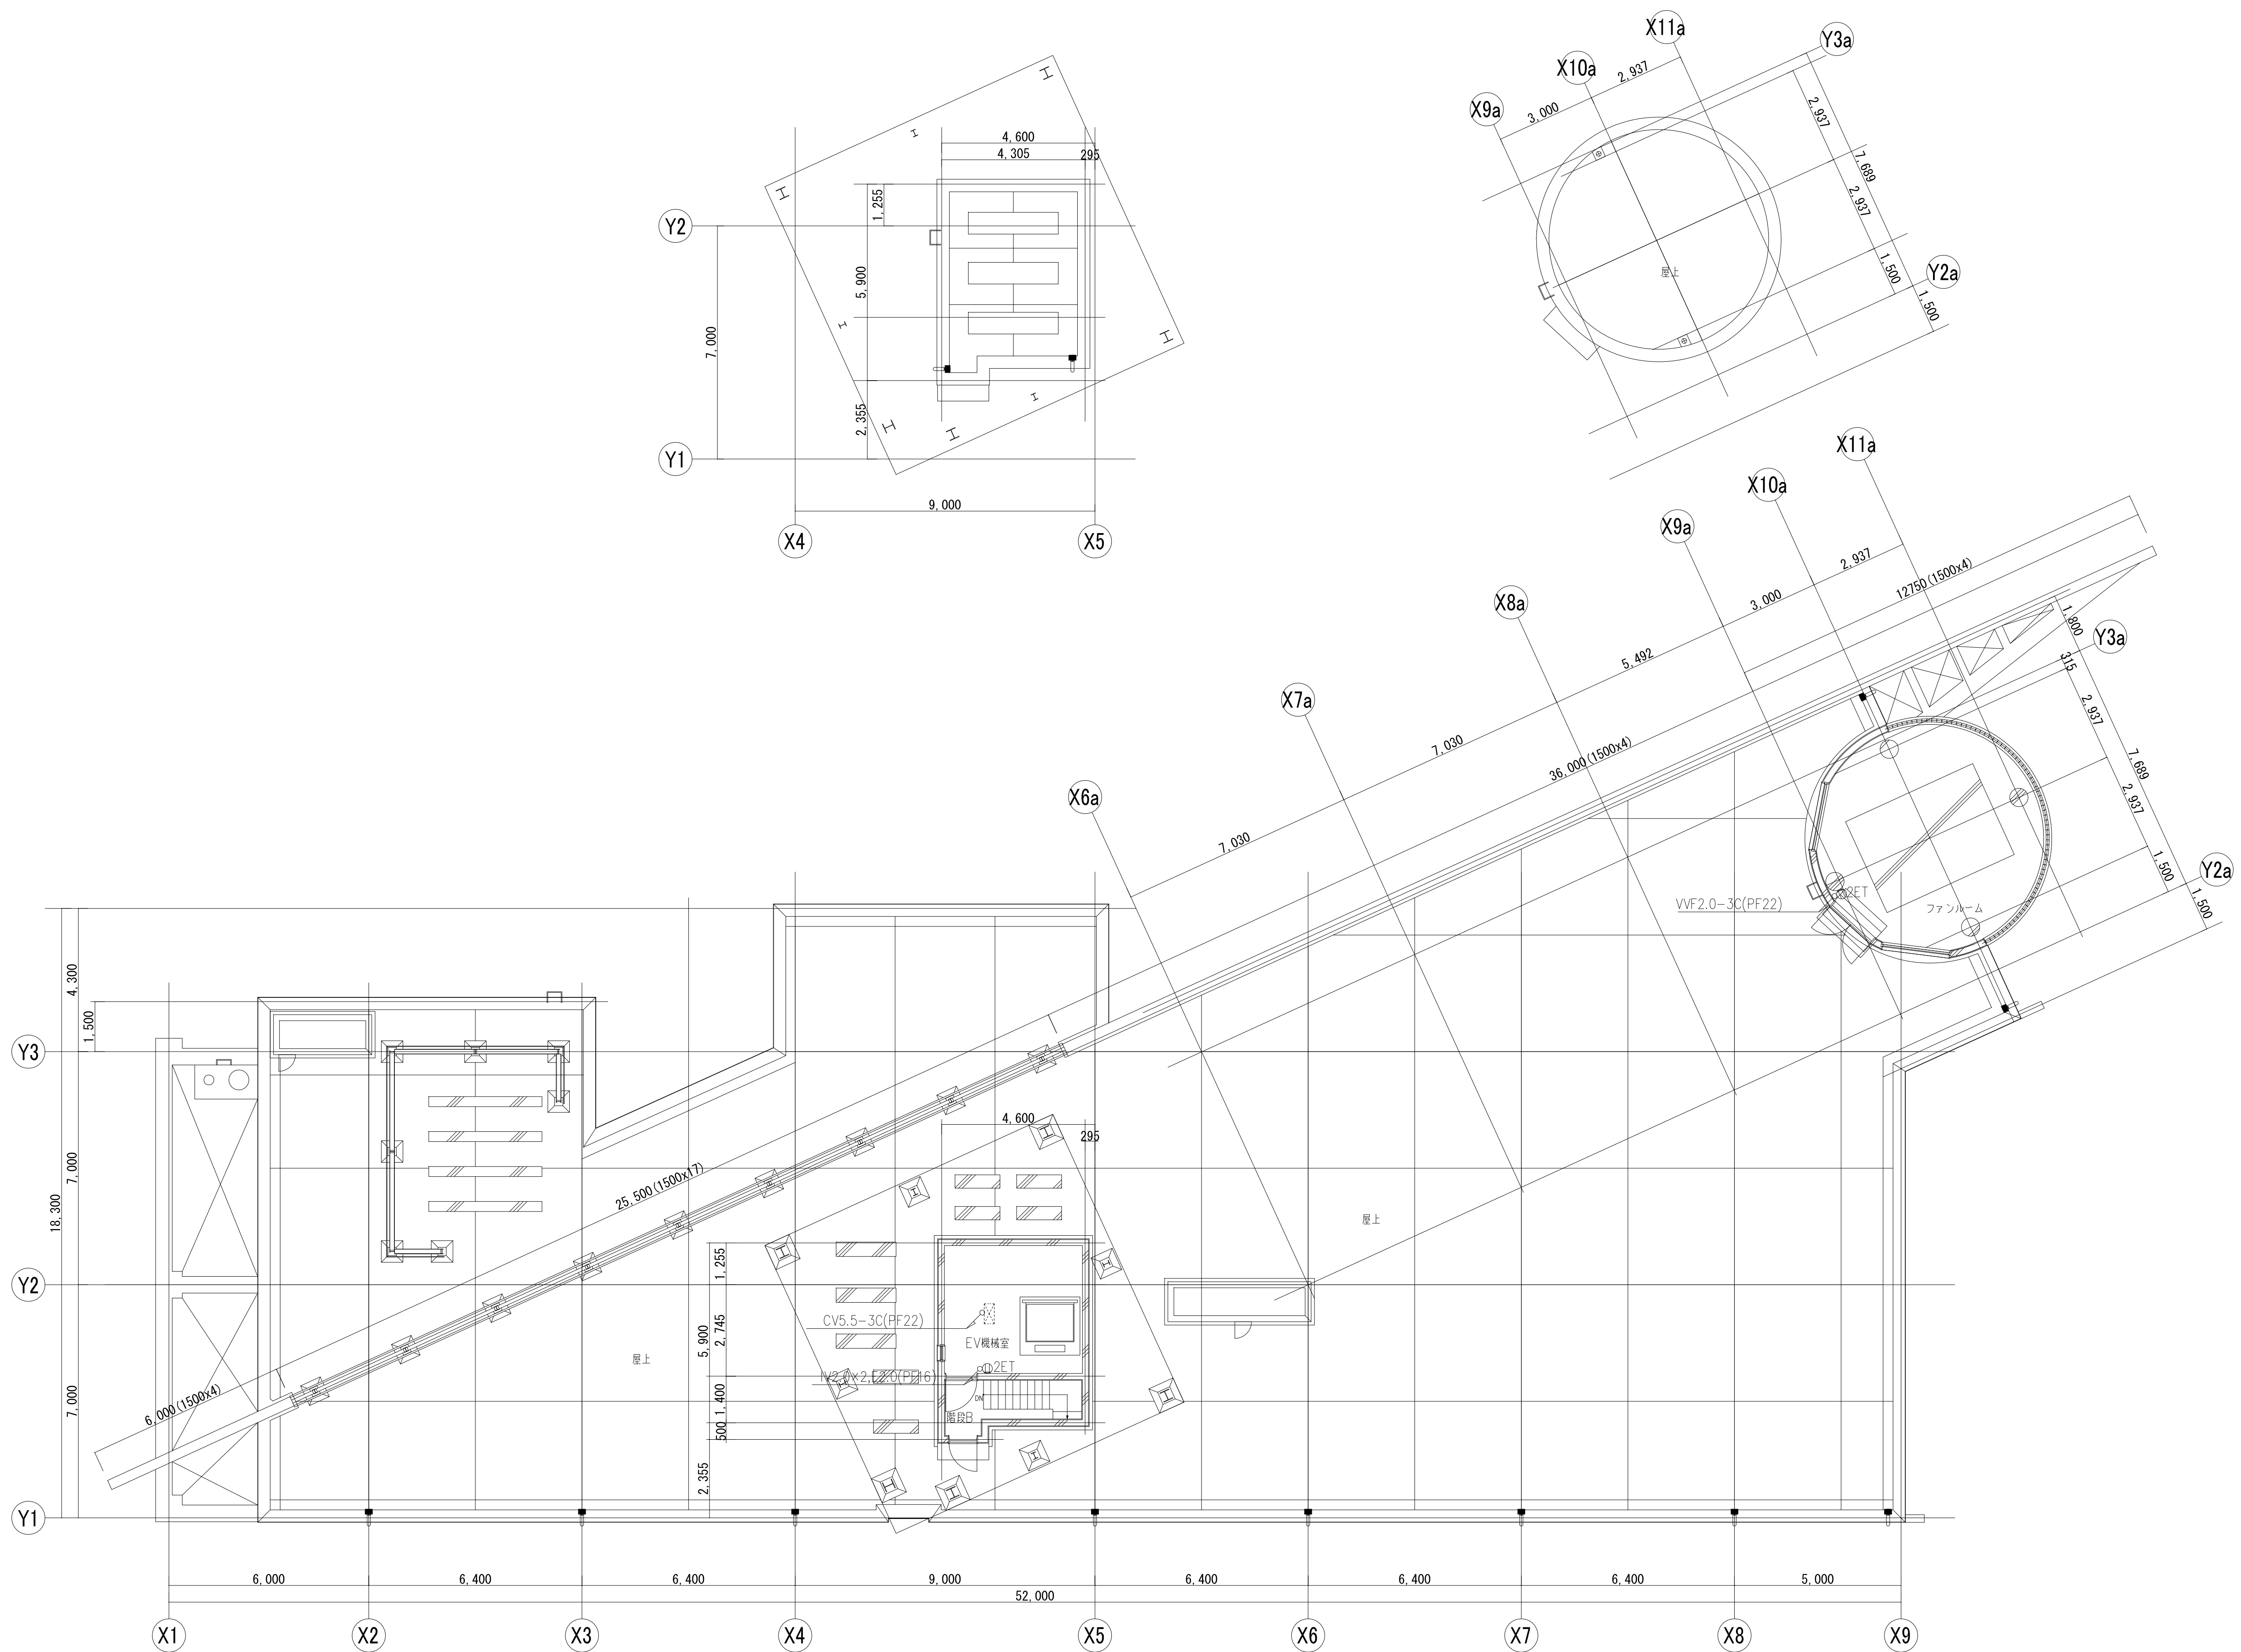 X11a
Y3a
X10a
2,937
X9a
3,000
2,937
4,600
4,305
295
7,689
1,255
2,937
Y2
屋上
1,500
Y2a
5,900
1,500
7,000
2,355
Y1
9,000
X4
X5
X11a
X10a
X9a
2,937
12750(1500x4)
X8a
3,000
1,800
Y3a
5,492
315
X7a
2,937
7,030
36,000(1500x4)
7,689
X6a
2,937
7,030
1,500
Y2a
2ET
VVF2.0-3C(PF22)
1,500
ファンルーム
4,300
1,500
Y3
4,600
295
7,000
25,500(1500x17)
18,300
屋上
1,255
Y2
CV5.5-3C(PF22)
2,745
5,900
EV機械室
屋上
2ET
1,400
DN
6,000(1500x4)
階段B
7,000
500
2,355
Y1
6,000
6,400
6,400
9,000
6,400
6,400
6,400
5,000
52,000
X1
X2
X3
X4
X5
X6
X7
X8
X9